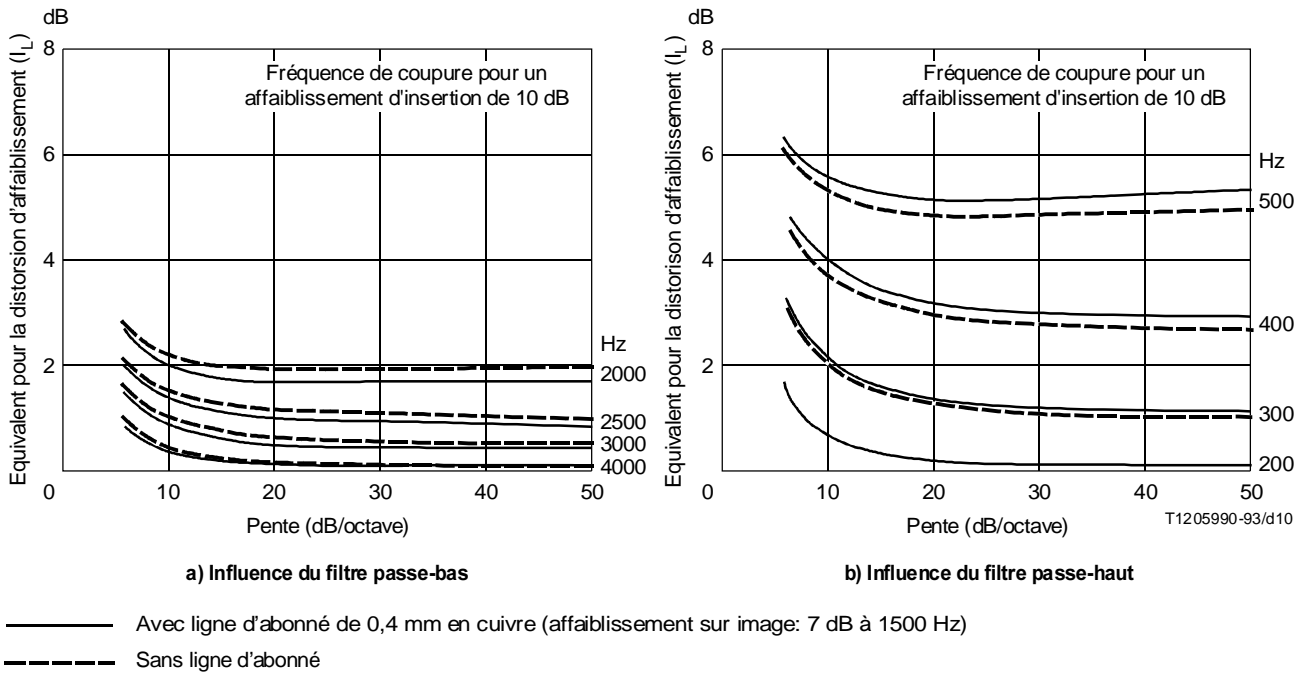 dB
Equivalent pour la distorsion d'affaiblissement (I_L)
8
6
4
2
0
10
20
30
40
50
Fréquence de coupure pour un
affaiblissement d'insertion de 10 dB
Hz
2000
2500
3000
4000
Pente (dB/octave)
a) Influence du filtre passe-bas
dB
Equivalent pour la distorison d'affaiblissement (I_L)
8
6
4
2
0
10
20
30
40
50
Fréquence de coupure pour un
affaiblissement d'insertion de 10 dB
Hz
500
400
300
200
Pente (dB/octave)
T1205990-93/d10
b) Influence du filtre passe-haut
Avec ligne d'abonné de 0,4 mm en cuivre (affaiblissement sur image: 7 dB à 1500 Hz)
Sans ligne d'abonné